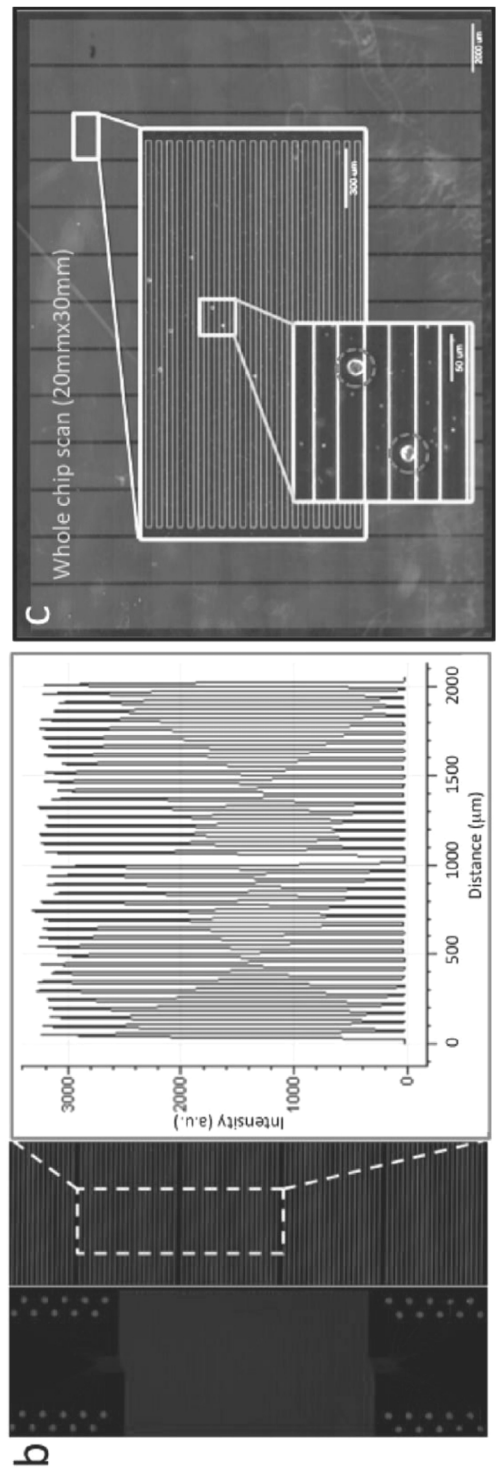 b
Intensity (a.u.)
3000
2000
1000
0
0
500
1000
1500
2000
Distance (µm)
C
Whole chip scan (20mmx30mm)
2000 um
300 um
50 um